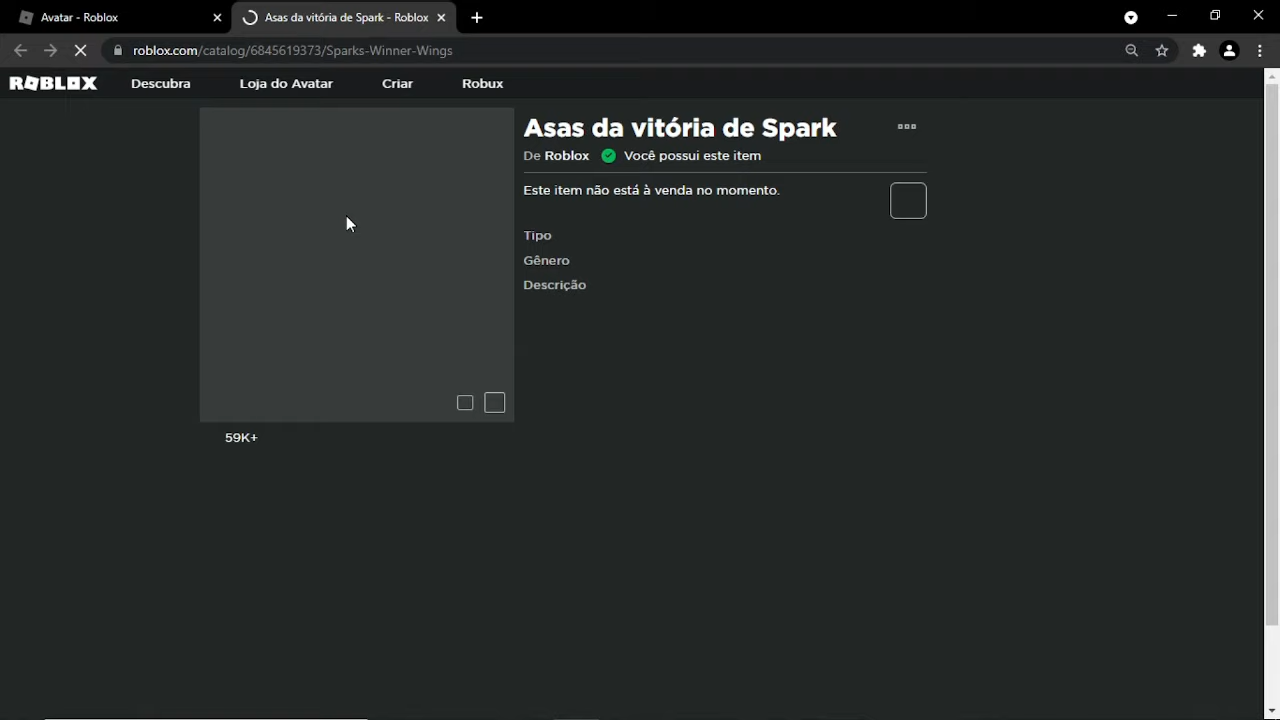 Avatar - Roblox
Asas da vitória de Spark - Roblox
roblox.com/catalog/6845619373/Sparks-Winner-Wings
ROBLOX
Descubra
Loja do Avatar
Criar
Robux
Asas da vitória de Spark
De Roblox Você possui este item
Este item não está à venda no momento.
Tipo
Gênero
Descrição
59K+